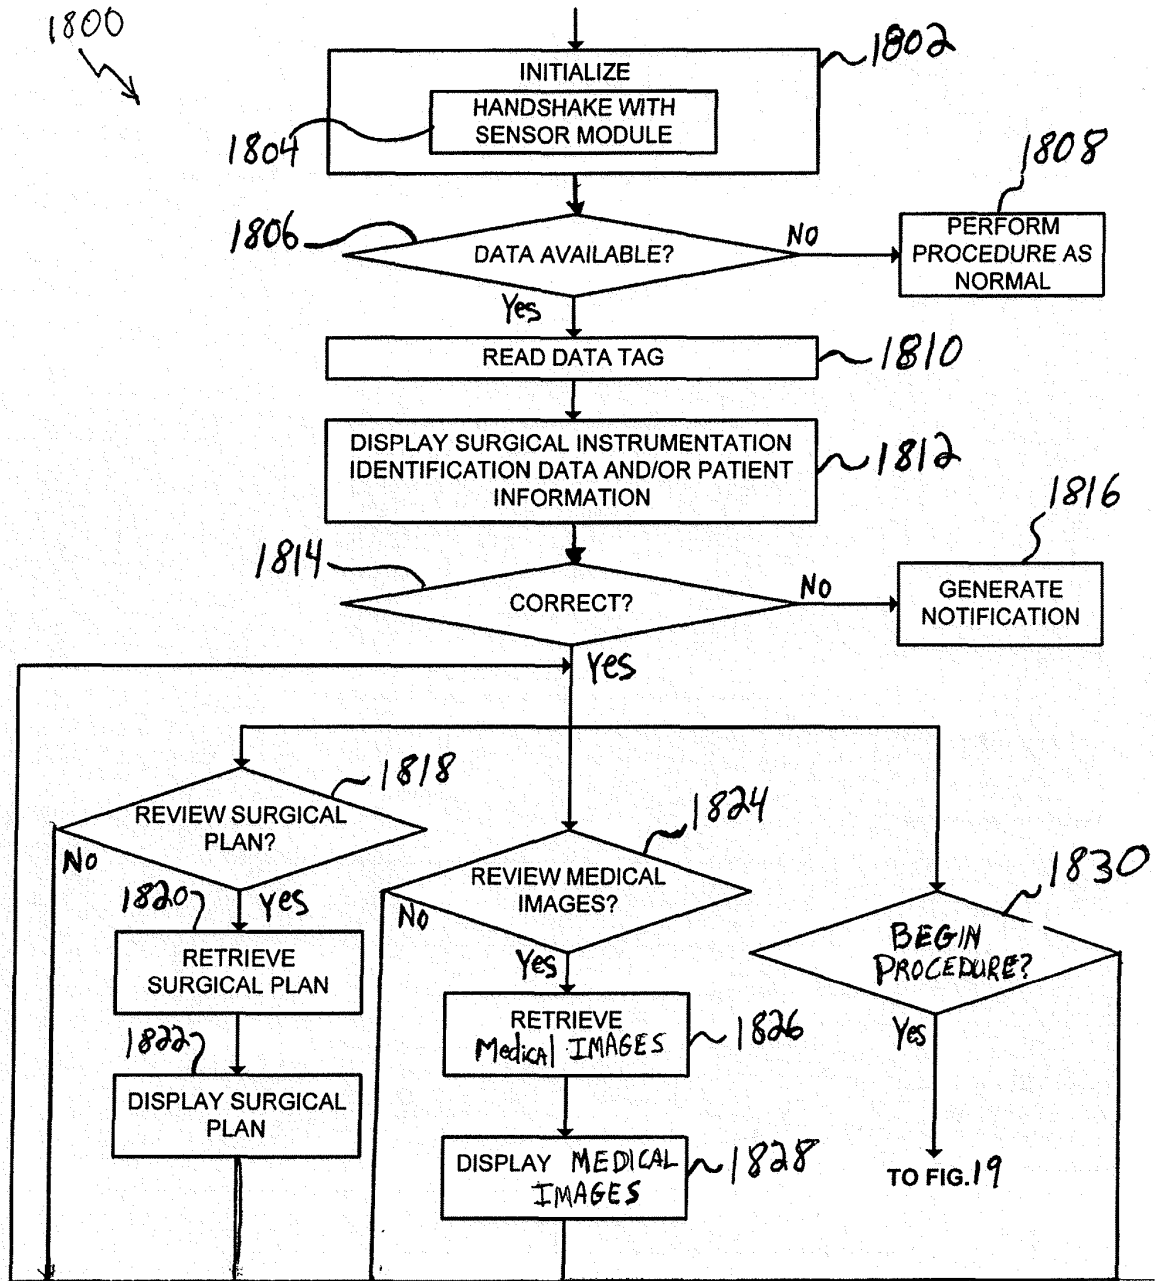 1800
1802
INITIALIZE
HANDSHAKE WITH
SENSOR MODULE
1804
1806
DATA AVAILABLE?
NO
1808
PERFORM
PROCEDURE AS
NORMAL
Yes
READ DATA TAG
1810
DISPLAY SURGICAL INSTRUMENTATION
IDENTIFICATION DATA AND/OR PATIENT
INFORMATION
1812
1814
CORRECT?
NO
1816
GENERATE
NOTIFICATION
Yes
1818
REVIEW SURGICAL
PLAN?
No
Yes
1820
RETRIEVE
SURGICAL PLAN
1822
DISPLAY SURGICAL
PLAN
1824
REVIEW MEDICAL
IMAGES?
No
Yes
RETRIEVE
Medical IMAGES
1826
DISPLAY MEDICAL
IMAGES
1828
1830
BEGIN
PROCEDURE?
Yes
TO FIG.19